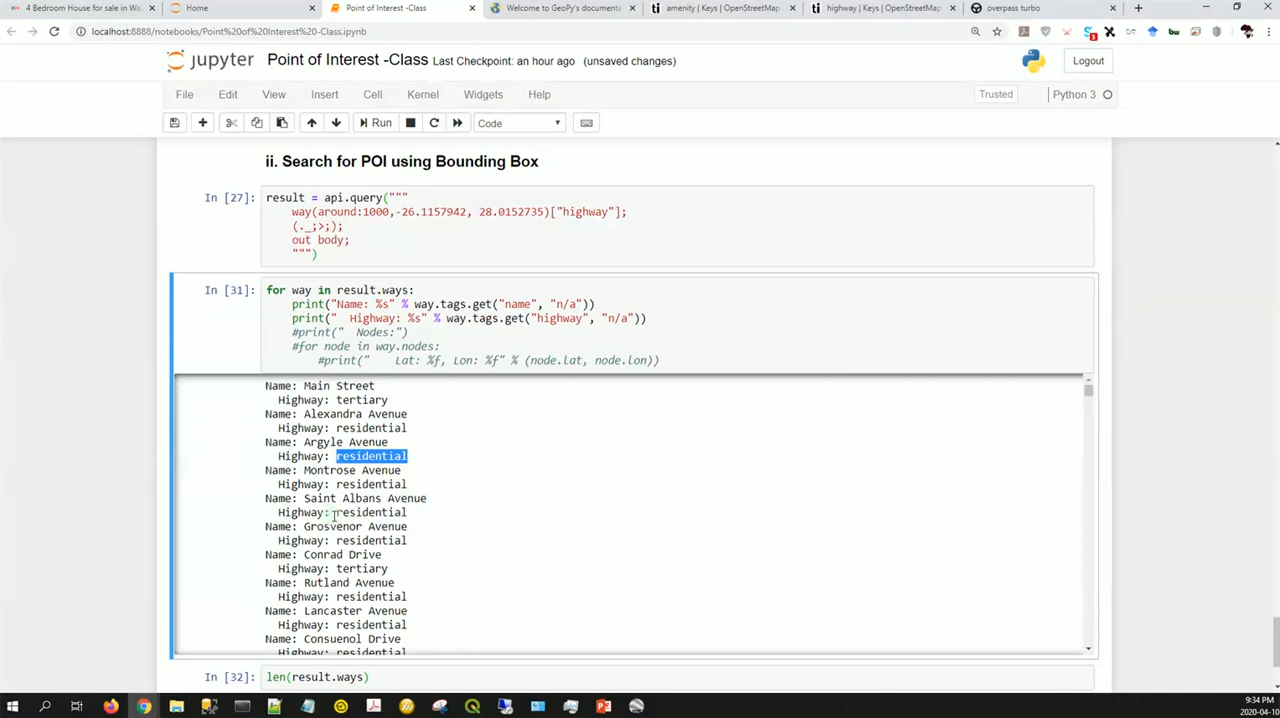 4 Bedroom House for sale in Wa
Home
Point of Interest -Class
Welcome to GeoPy's documenta
amenity | Keys | OpenStreetMap
highway | Keys | OpenStreetMap
overpass turbo
localhost:8888/notebooks/Point%20of%20Interest%20-Class.ipynb
jupyter Point of Interest -Class Last Checkpoint: an hour ago (unsaved changes)
Logout
File Edit View Insert Cell Kernel Widgets Help
Trusted
Python 3
Run
Code
ii. Search for POI using Bounding Box
In [27]: result = api.query("""
way(around:1000,-26.1157942, 28.0152735)["highway"];
(._;>;);
out body;
""")
In [31]: for way in result.ways:
print("Name: %s" % way.tags.get("name", "n/a"))
print("  Highway: %s" % way.tags.get("highway", "n/a"))
#print("  Nodes:")
#for node in way.nodes:
#print("    Lat: %f, Lon: %f" % (node.lat, node.lon))
Name: Main Street
Highway: tertiary
Name: Alexandra Avenue
Highway: residential
Name: Argyle Avenue
Highway: residential
Name: Montrose Avenue
Highway: residential
Name: Saint Albans Avenue
Highway: residential
Name: Grosvenor Avenue
Highway: residential
Name: Conrad Drive
Highway: tertiary
Name: Rutland Avenue
Highway: residential
Name: Lancaster Avenue
Highway: residential
Name: Consuenol Drive
Highway: residential
In [32]: len(result.ways)
9:34 PM
2020-04-10